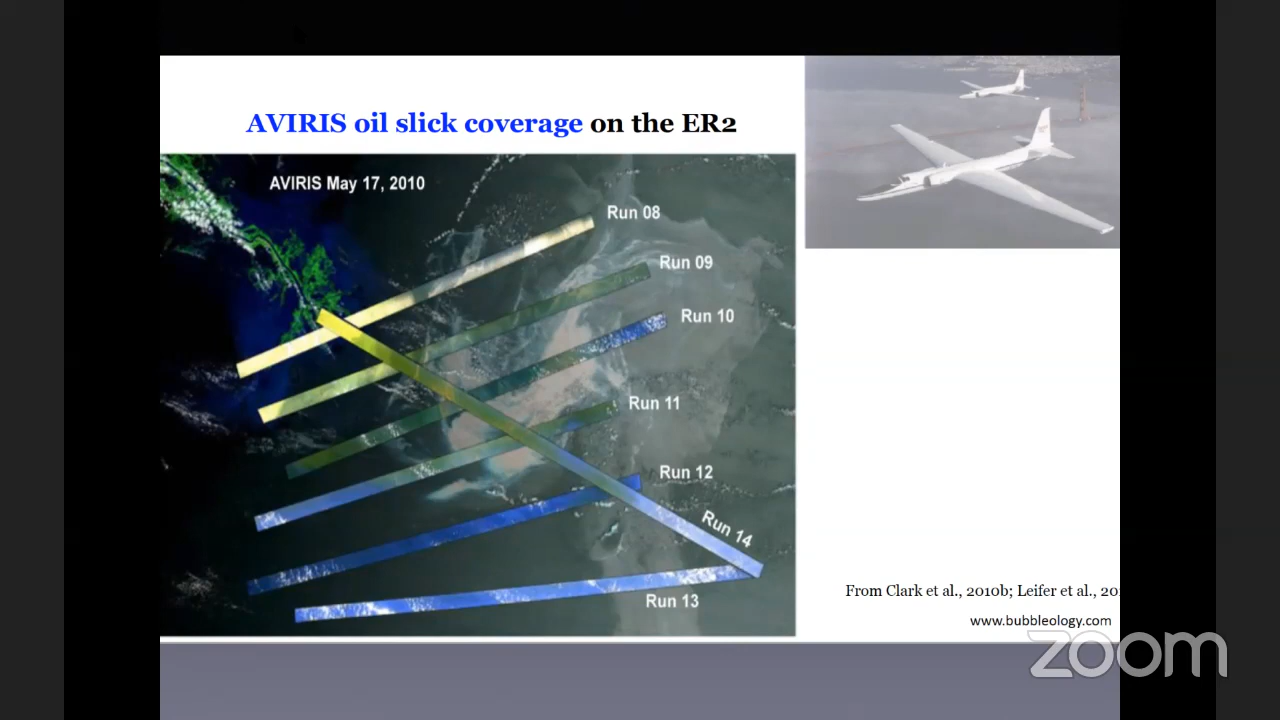 AVIRIS oil slick coverage on the ER2
AVIRIS May 17, 2010
Run 08
Run 09
Run 10
Run 11
Run 12
Run 14
Run 13
From Clark et al., 2010b; Leifer et al., 20
www.bubbleology.com
zoom